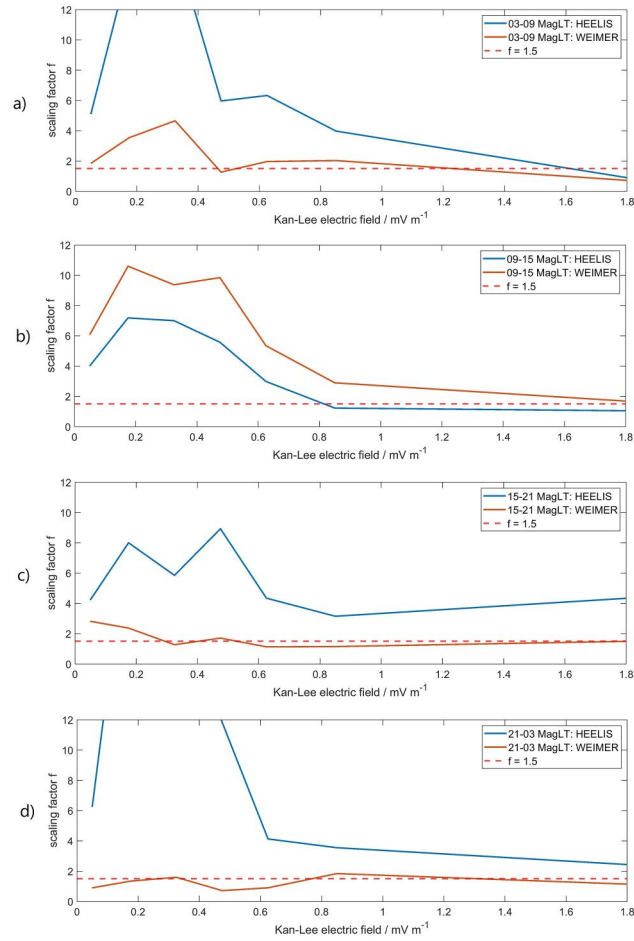 a)
scaling factor f
12
10
8
6
4
2
0
03-09 MagLT: HEELIS
03-09 MagLT: WEIMER
f = 1.5
0 0.2 0.4 0.6 0.8 1 1.2 1.4 1.6 1.8
Kan-Lee electric field / mV m-1
b)
scaling factor f
12
10
8
6
4
2
0
09-15 MagLT: HEELIS
09-15 MagLT: WEIMER
f = 1.5
0 0.2 0.4 0.6 0.8 1 1.2 1.4 1.6 1.8
Kan-Lee electric field / mV m-1
c)
scaling factor f
12
10
8
6
4
2
0
15-21 MagLT: HEELIS
15-21 MagLT: WEIMER
f = 1.5
0 0.2 0.4 0.6 0.8 1 1.2 1.4 1.6 1.8
Kan-Lee electric field / mV m-1
d)
scaling factor f
12
10
8
6
4
2
0
21-03 MagLT: HEELIS
21-03 MagLT: WEIMER
f = 1.5
0 0.2 0.4 0.6 0.8 1 1.2 1.4 1.6 1.8
Kan-Lee electric field / mV m-1